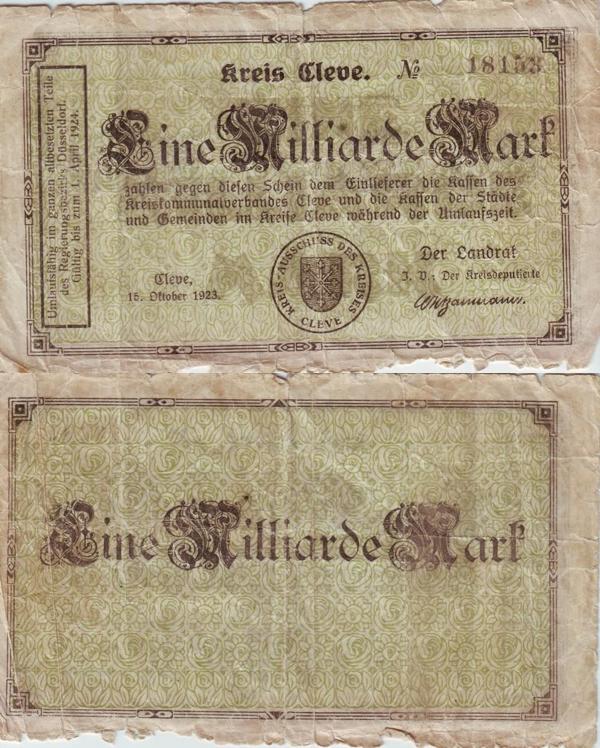 Kreis Cleve. № 18153
Eine Milliarde Mark
zahlen gegen diesen Schein dem Einlieferer die Kassen des
Kreiskommunalverbandes Cleve und die Kassen der Städte
und Gemeinden im Kreise Cleve während der Umlaufszeit.
Cleve,
15. Oktober 1923.
KREIS-AUSSCHUSS DES KREISES
CLEVE
Der Landrat
J. V.: Der Kreisdeputierte
Umlaufsfähig im ganzen altbesetzten Teile
des Regierungsbezirks Düsseldorf.
Gültig bis zum 1. April 1924.
Eine Milliarde Mark